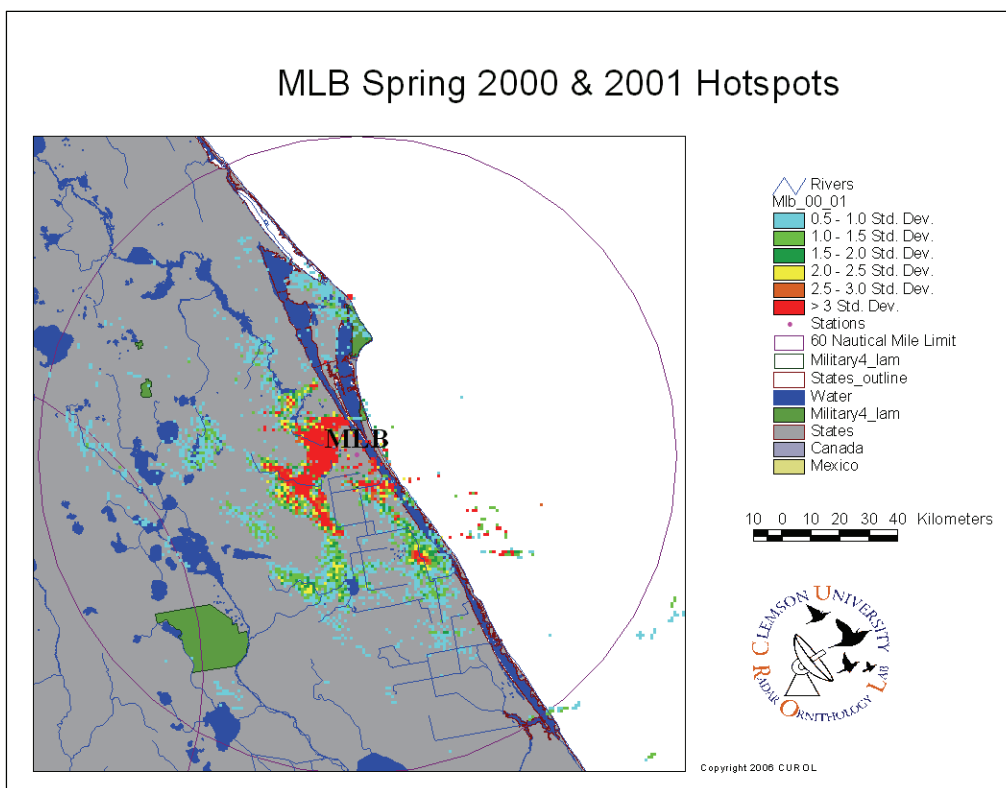 MLB Spring 2000 & 2001 Hotspots
MLB
Rivers
Mlb_00_01
0.5 - 1.0 Std. Dev.
1.0 - 1.5 Std. Dev.
1.5 - 2.0 Std. Dev.
2.0 - 2.5 Std. Dev.
2.5 - 3.0 Std. Dev.
> 3 Std. Dev.
Stations
60 Nautical Mile Limit
Military4_lam
States_outline
Water
Military4_lam
States
Canada
Mexico
10 0 10 20 30 40 Kilometers
CLEMSON UNIVERSITY
RADAR ORNITHOLOGY LAB
Copyright 2006 CUROL